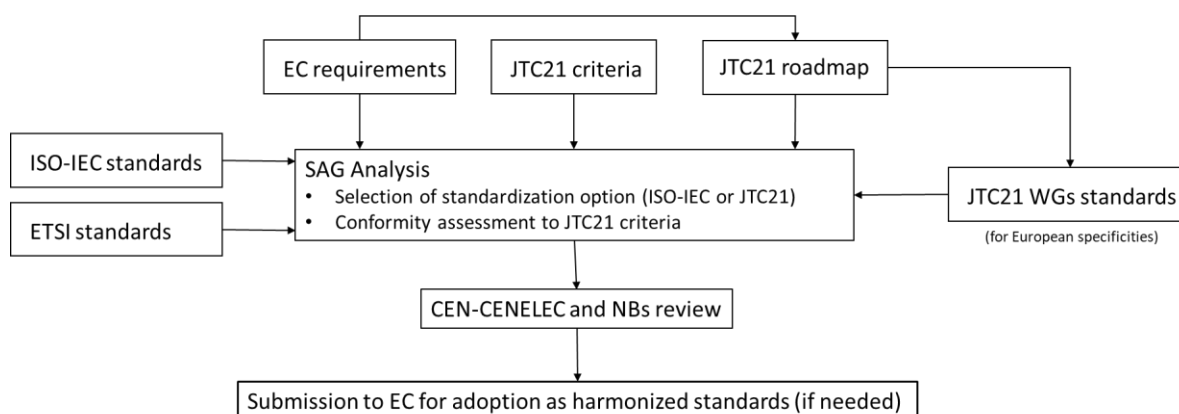 EC requirements
JTC21 criteria
JTC21 roadmap
ISO-IEC standards
ETSI standards
SAG Analysis
• Selection of standardization option (ISO-IEC or JTC21)
• Conformity assessment to JTC21 criteria
JTC21 WGs standards
(for European specificities)
CEN-CENELEC and NBs review
Submission to EC for adoption as harmonized standards (if needed)